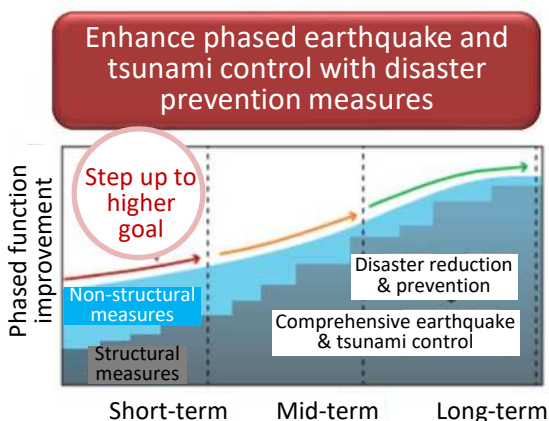 Enhance phased earthquake and
tsunami control with disaster
prevention measures
Phased function
improvement
Step up to
higher
goal
Non-structural
measures
Structural
measures
Disaster reduction
& prevention
Comprehensive earthquake
& tsunami control
Short-term
Mid-term
Long-term